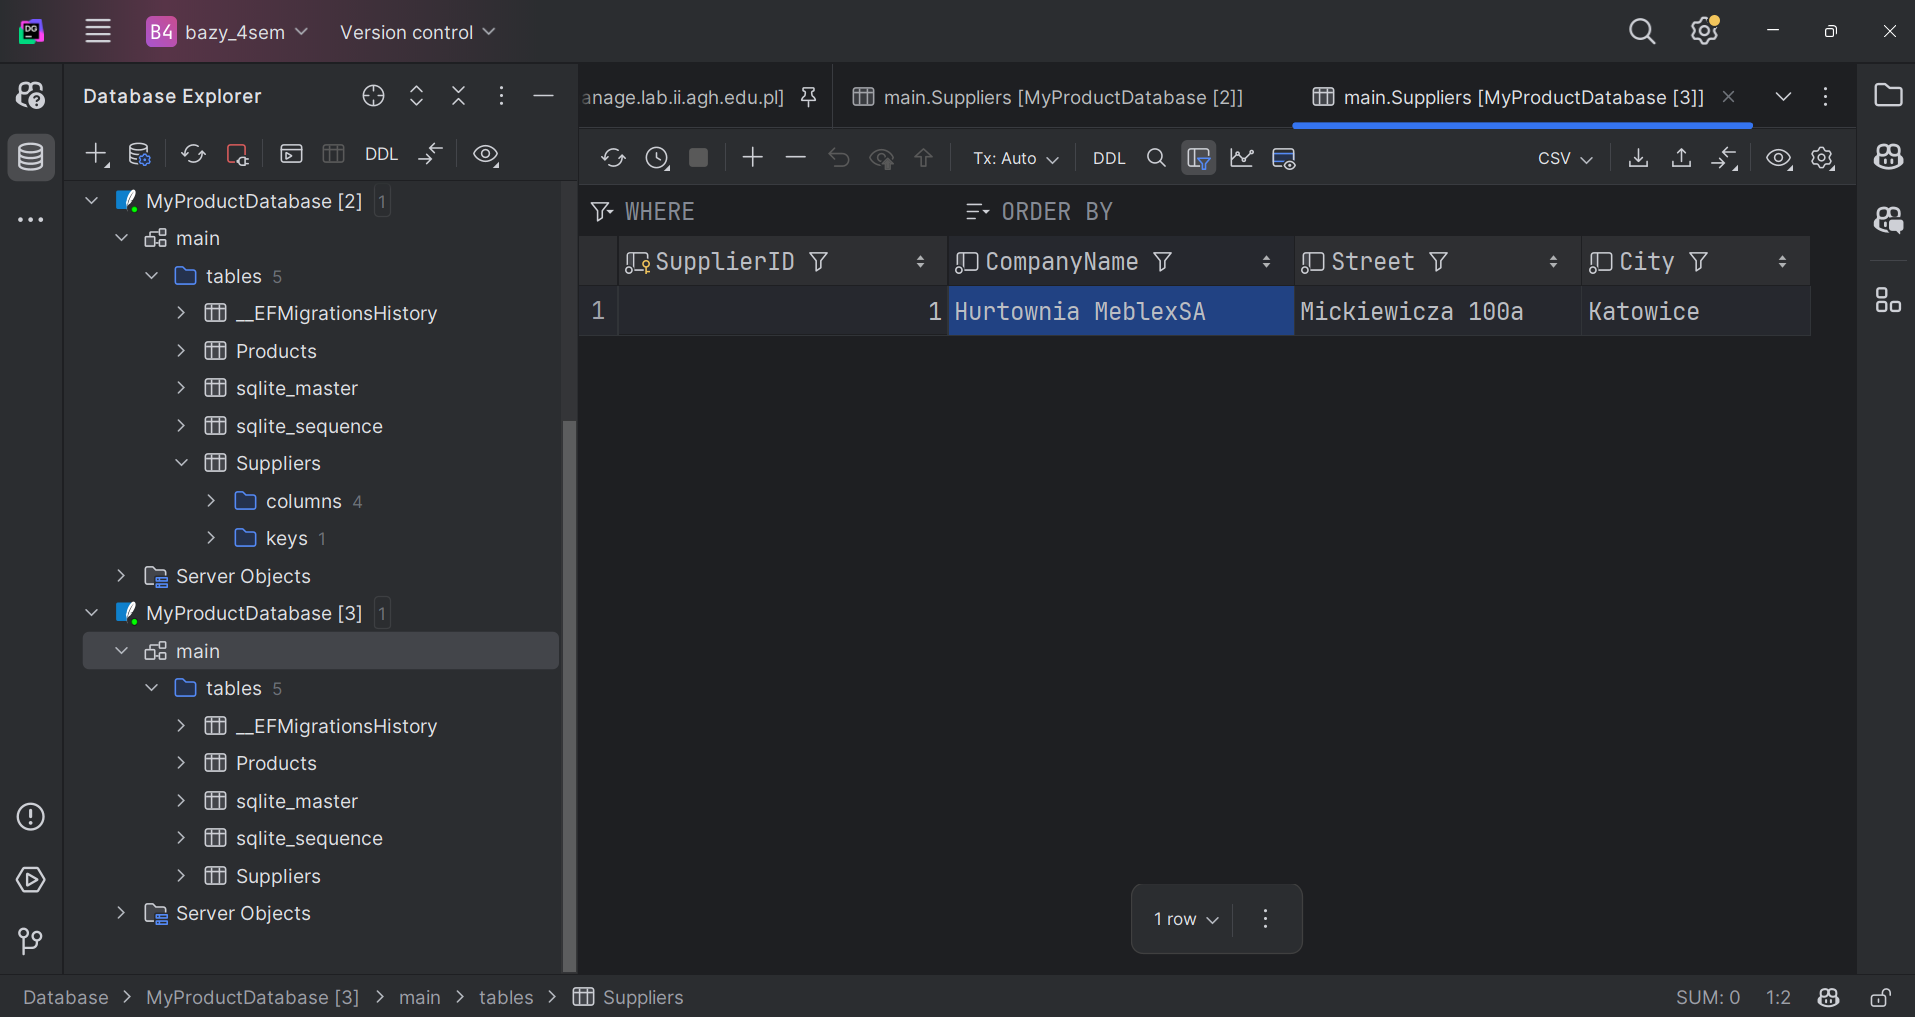 DG
B4 bazy_4sem
Version control
Database Explorer
anage.lab.ii.agh.edu.pl]
main.Suppliers [MyProductDatabase [2]]
main.Suppliers [MyProductDatabase [3]]
DDL
Tx: Auto
DDL
CSV
WHERE
ORDER BY
SupplierID
CompanyName
Street
City
1
1
Hurtownia MeblexSA
Mickiewicza 100a
Katowice
MyProductDatabase [2] 1
main
tables 5
__EFMigrationsHistory
Products
sqlite_master
sqlite_sequence
Suppliers
columns 4
keys 1
Server Objects
MyProductDatabase [3] 1
main
tables 5
__EFMigrationsHistory
Products
sqlite_master
sqlite_sequence
Suppliers
Server Objects
1 row
Database > MyProductDatabase [3] > main > tables > Suppliers
SUM: 0
1:2